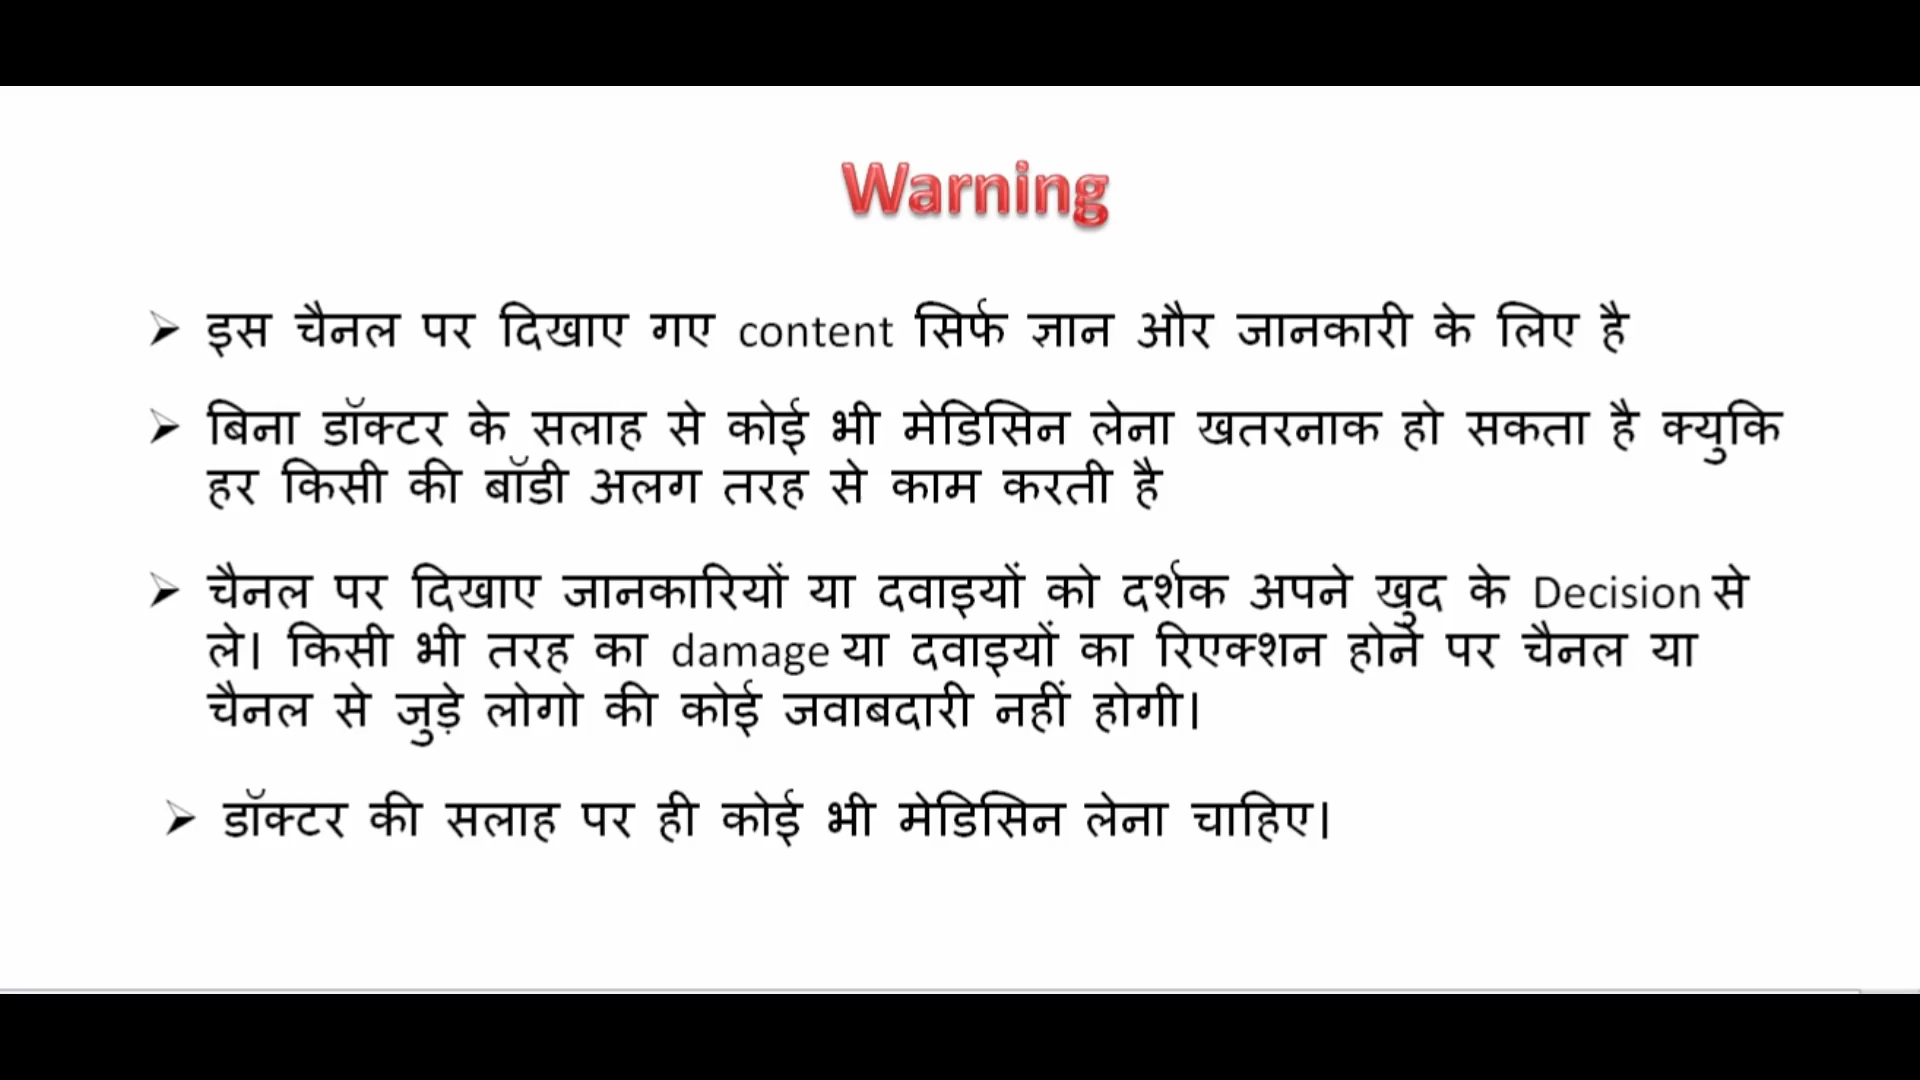 Warning
➢ इस चैनल पर दिखाए गए content सिर्फ ज्ञान और जानकारी के लिए है
➢ बिना डॉक्टर के सलाह से कोई भी मेडिसिन लेना खतरनाक हो सकता है क्युकि
हर किसी की बॉडी अलग तरह से काम करती है
➢ चैनल पर दिखाए जानकारियों या दवाइयों को दर्शक अपने खुद के Decision से
ले। किसी भी तरह का damage या दवाइयों का रिएक्शन होने पर चैनल या
चैनल से जुड़े लोगो की कोई जवाबदारी नहीं होगी।
➢ डॉक्टर की सलाह पर ही कोई भी मेडिसिन लेना चाहिए।